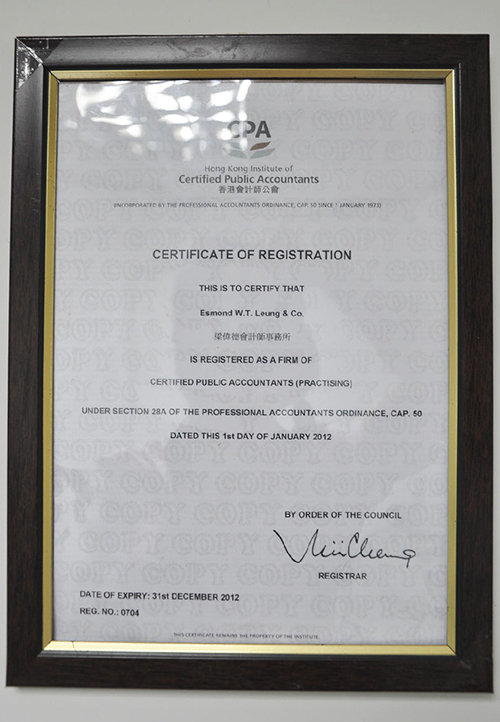 CPA
Hong Kong Institute of
Certified Public Accountants
香港會計師公會
(INCORPORATED BY THE PROFESSIONAL ACCOUNTANTS ORDINANCE, CAP. 50 SINCE 1 JANUARY 1973)
CERTIFICATE OF REGISTRATION
THIS IS TO CERTIFY THAT
Esmond W.T. Leung & Co.
梁偉德會計師事務所
IS REGISTERED AS A FIRM OF
CERTIFIED PUBLIC ACCOUNTANTS (PRACTISING)
UNDER SECTION 28A OF THE PROFESSIONAL ACCOUNTANTS ORDINANCE, CAP. 50
DATED THIS 1st DAY OF JANUARY 2012
BY ORDER OF THE COUNCIL
REGISTRAR
DATE OF EXPIRY: 31st DECEMBER 2012
REG. NO.: 0704
THIS CERTIFICATE REMAINS THE PROPERTY OF THE INSTITUTE.
COPY